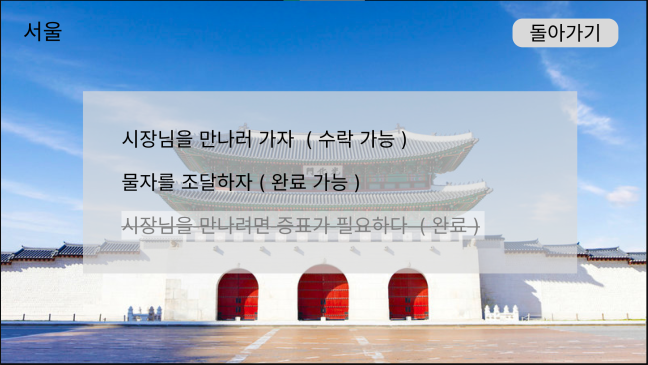 서울
돌아가기
시장님을 만나러 가자 ( 수락 가능 )
물자를 조달하자 ( 완료 가능 )
시장님을 만나려면 증표가 필요하다 ( 완료 )